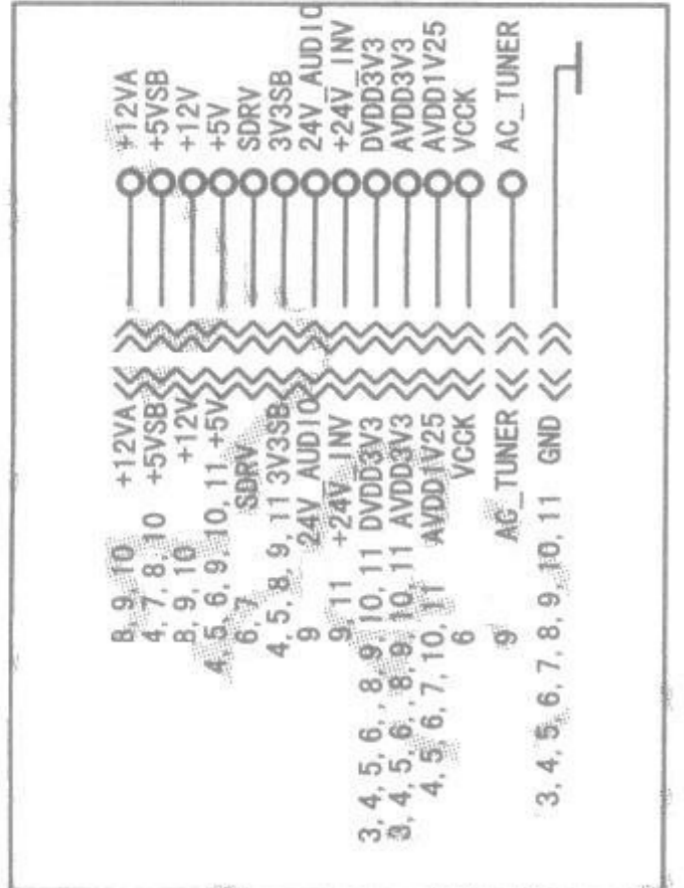 8, 9, 10 +12VA +12VA
4, 7, 8, 10 +5VSB +5VSB
8, 9, 10 +12V +12V
4, 5, 6, 9, 10, 11 +5V +5V
6, 7 SDRV SDRV
4, 5, 8, 9, 11 3V3SB 3V3SB
9 24V_AUDIO 24V_AUDIO
9, 11 +24V_INV +24V_INV
3, 4, 5, 6, , 8, 9, 10, 11 DVDD3V3 DVDD3V3
3, 4, 5, 6, , 8, 9, 10, 11 AVDD3V3 AVDD3V3
4, 5, 6, 7, 10, 11 AVDD1V25 AVDD1V25
6 VCCK VCCK
9 AC_TUNER AC_TUNER
3, 4, 5, 6, 7, 8, 9, 10, 11 GND